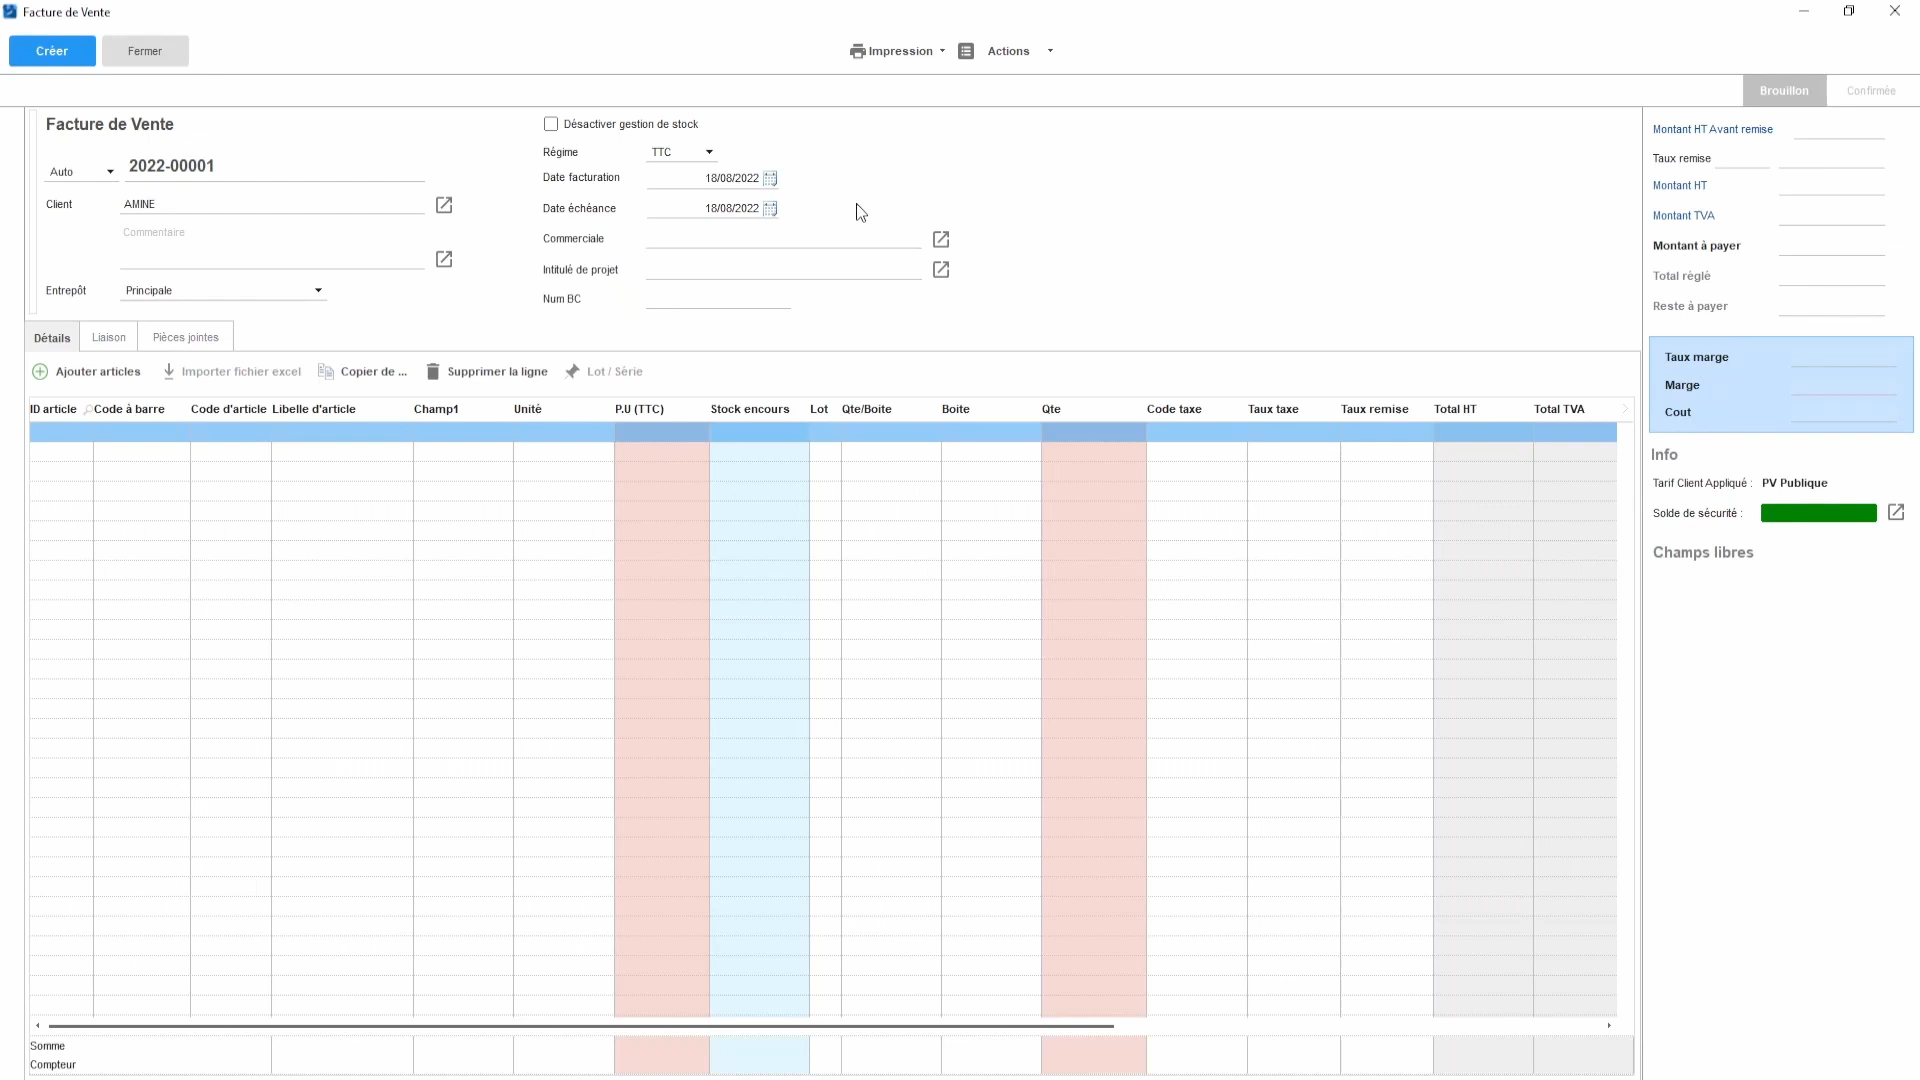 Facture de Vente
Créer
Fermer
Impression
Actions
Brouillon
Confirmée
Facture de Vente
Auto
2022-00001
Client
AMINE
Commentaire
Entrepôt
Principale
Désactiver gestion de stock
Régime
TTC
Date facturation
18/08/2022
Date échéance
18/08/2022
Commerciale
Intitulé de projet
Num BC
Montant HT Avant remise
Taux remise
Montant HT
Montant TVA
Montant à payer
Total réglé
Reste à payer
Détails
Liaison
Pièces jointes
Ajouter articles
Importer fichier excel
Copier de ...
Supprimer la ligne
Lot / Série
ID article
Code à barre
Code d'article
Libelle d'article
Champ1
Unité
P.U (TTC)
Stock encours
Lot
Qte/Boite
Boite
Qte
Code taxe
Taux taxe
Taux remise
Total HT
Total TVA
Taux marge
Marge
Cout
Info
Tarif Client Appliqué : PV Publique
Solde de sécurité :
Champs libres
Somme
Compteur